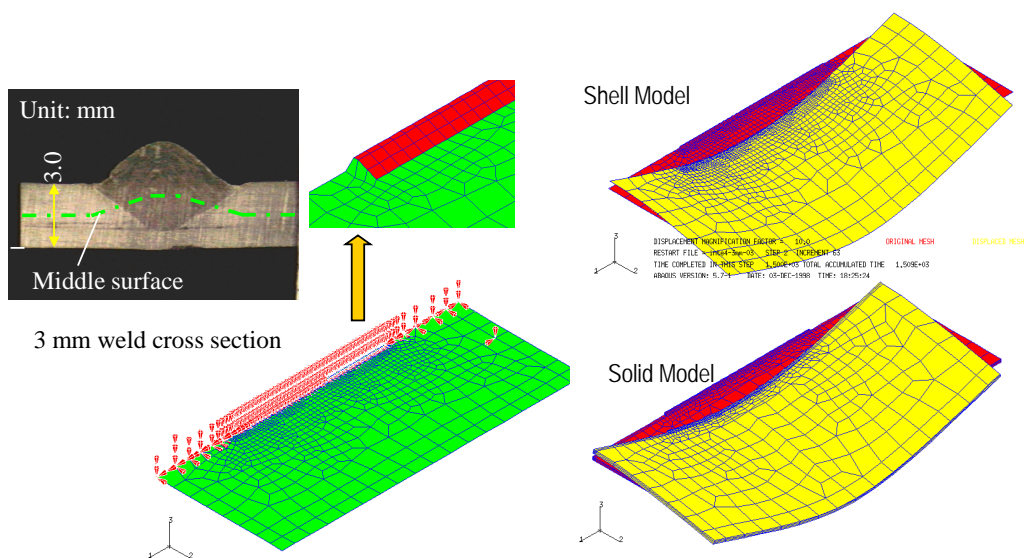 Unit: mm
3.0
Middle surface
3 mm weld cross section
Shell Model
DISPLACEMENT MAGNIFICATION FACTOR = 10.0 ORIGINAL MESH DISPLACED MESH
STEP 2 INCREMENT 63
TIME COMPLETED IN THIS STEP 1.500E+03 TOTAL ACCUMULATED TIME 1.509E+03
ABAQUS VERSION: 5.7-1 DATE: 03-DEC-1998 TIME: 18:25:24
3
1 2
Solid Model
3
1 2
3
1 2